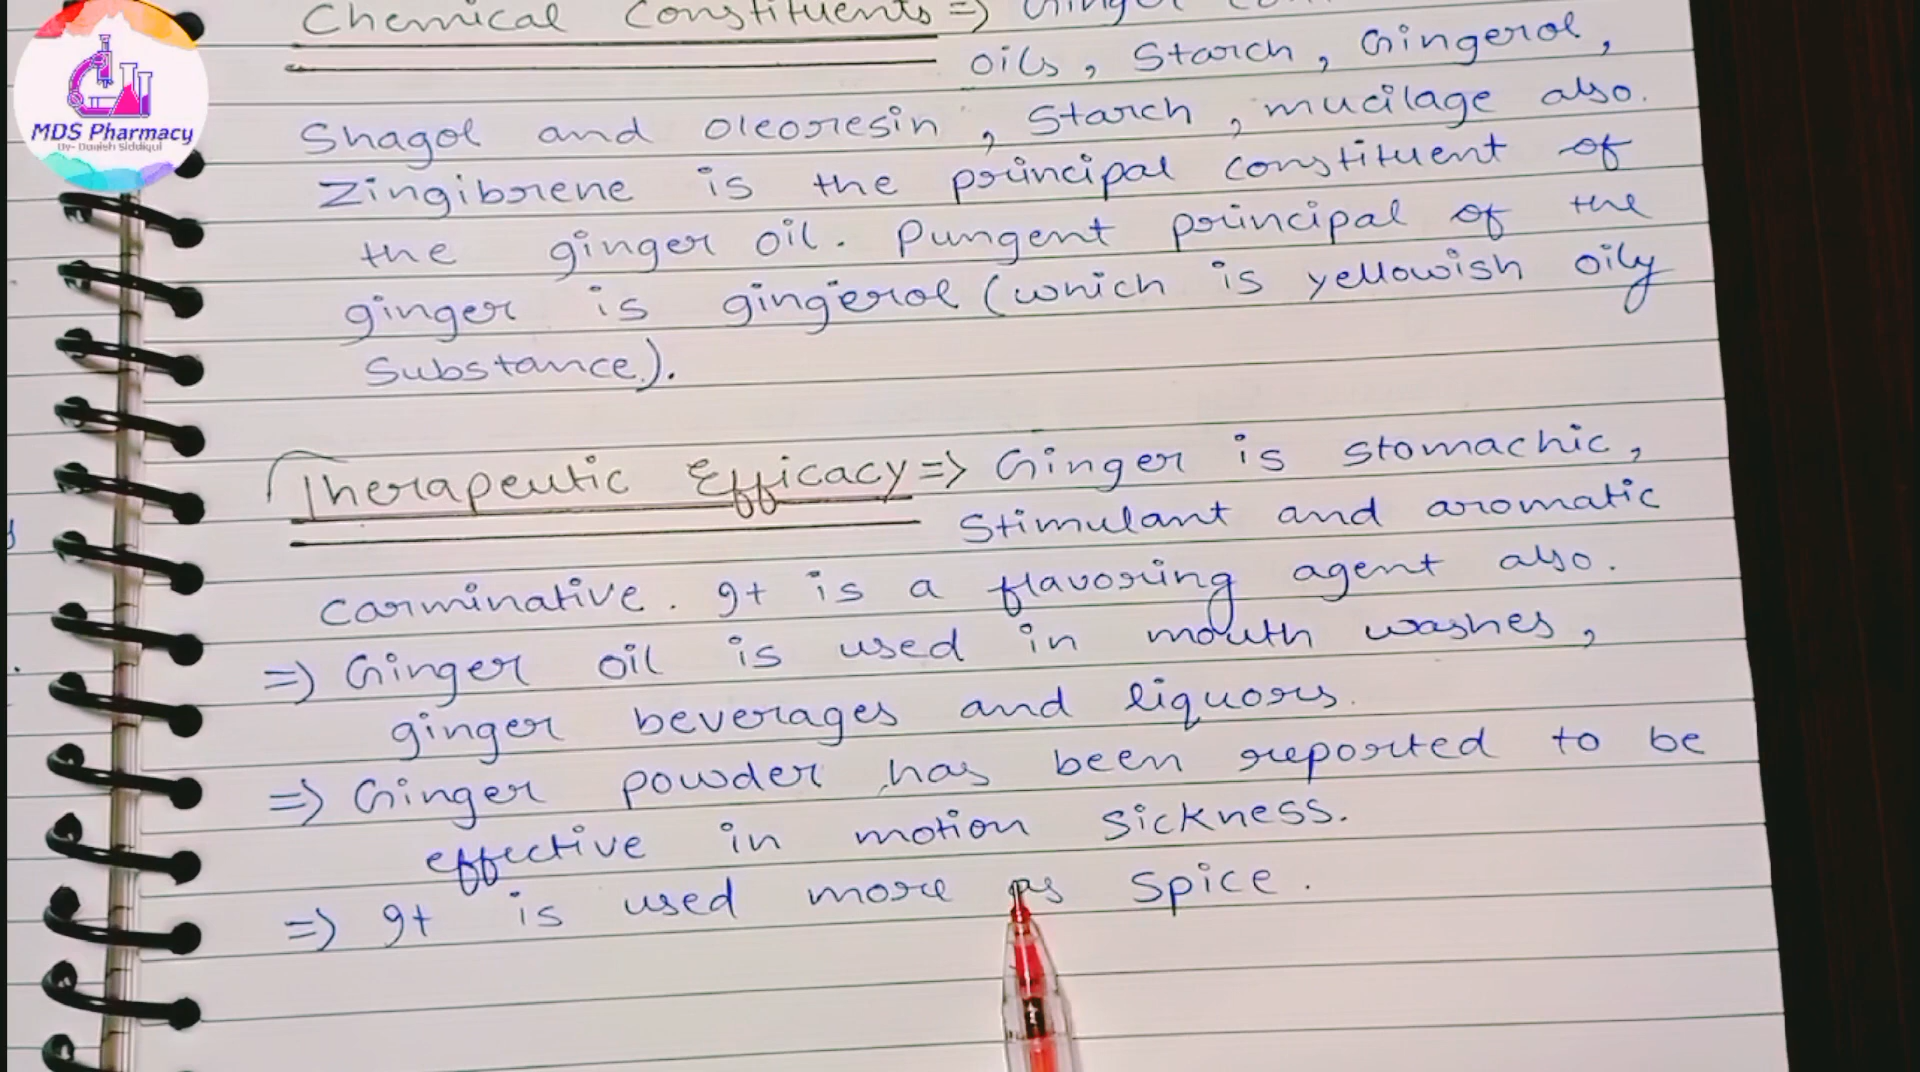 MDS Pharmacy
By- Danish Siddiqui
Chemical Constituents => Ginger
oils, Starch, Gingerol,
Shagol and oleoresin, Starch, mucilage also.
Zingibrene is the principal constituent of
the ginger oil. Pungent principal of the
ginger is gingerol (which is yellowish oily
Substance).
Therapeutic Efficacy => Ginger is stomachic,
Stimulant and aromatic
carminative. It is a flavoring agent also.
=> Ginger oil is used in mouth washes,
ginger beverages and liquors.
=> Ginger powder has been reported to be
effective in motion sickness.
=> It is used more as Spice.